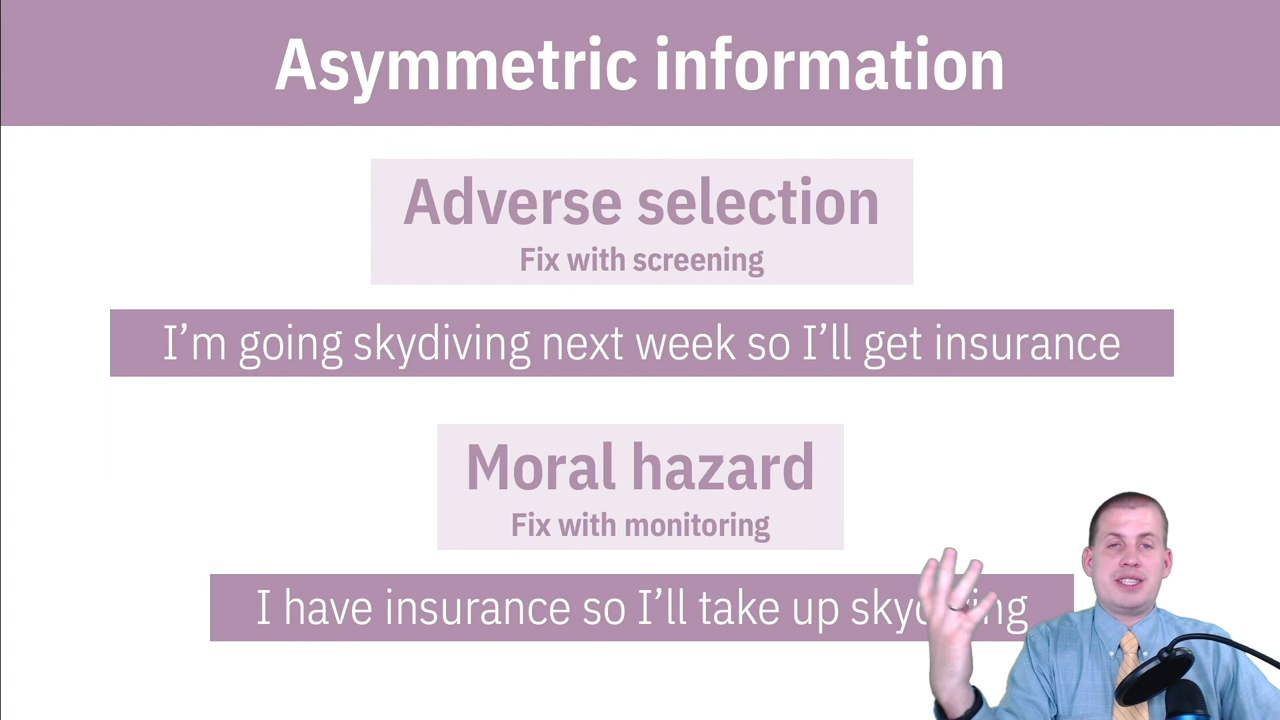 Asymmetric information
Adverse selection
Fix with screening
I’m going skydiving next week so I’ll get insurance
Moral hazard
Fix with monitoring
I have insurance so I’ll take up